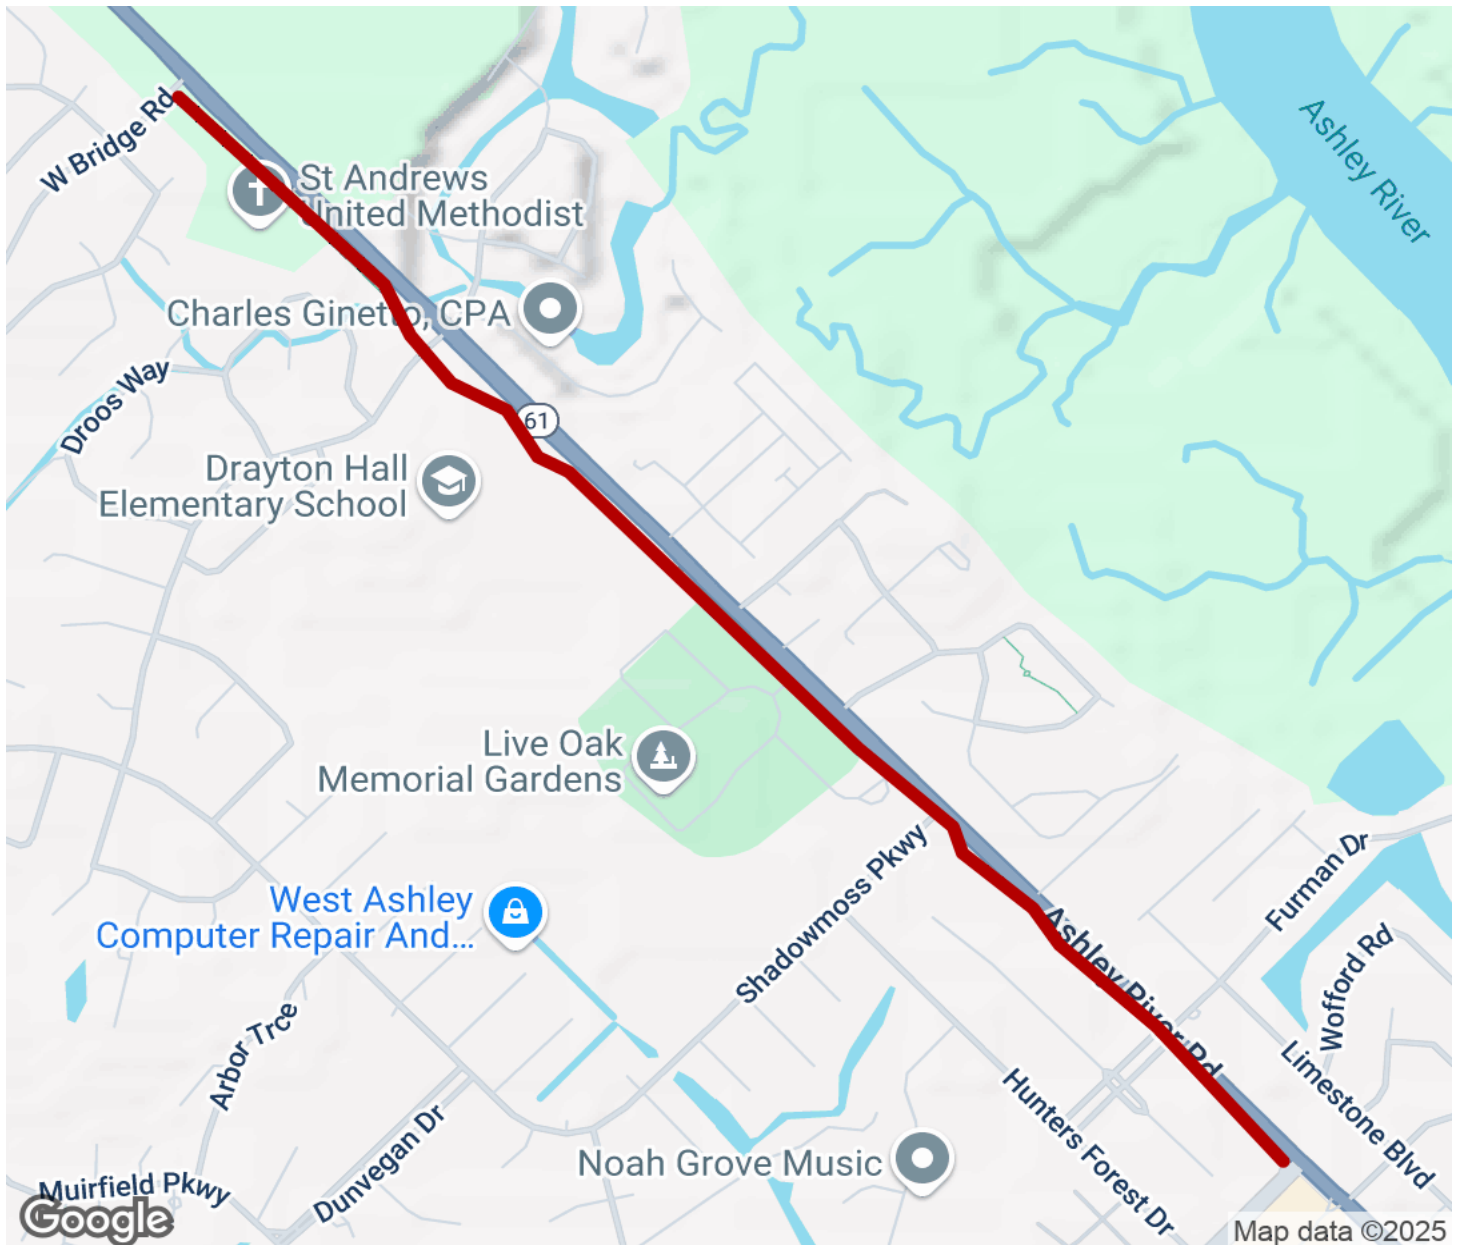 W Bridge Rd
Ashley River
St Andrews
United Methodist
Charles Ginetto, CPA
Droos Way
61
Drayton Hall
Elementary School
Live Oak
Memorial Gardens
Furman Dr
Shadowmoss Pkwy
West Ashley
Computer Repair And...
Wofford Rd
Ashley River Rd
Arbor Trce
Limestone Blvd
Hunters Forest Dr
Dunvegan Dr
Noah Grove Music
Muirfield Pkwy
Google
Map data ©2025